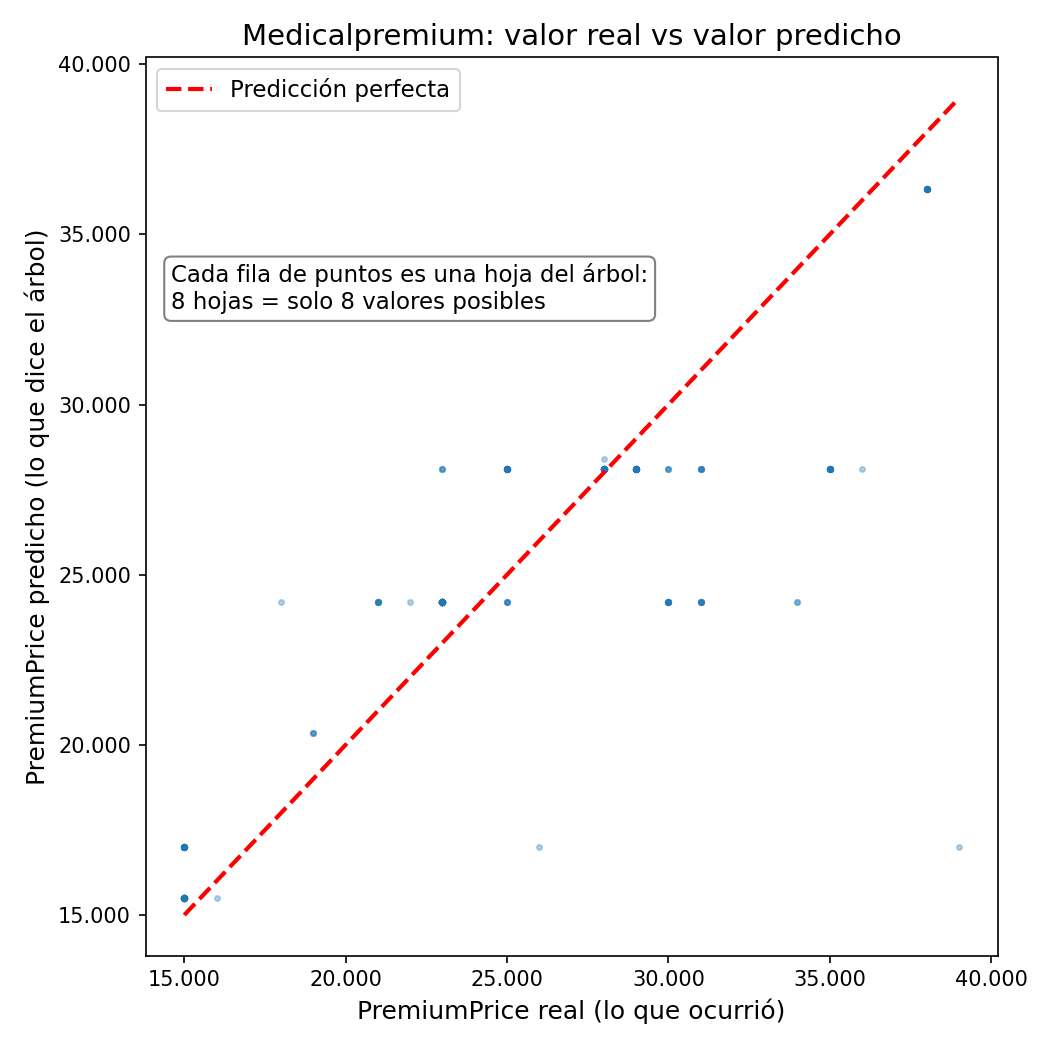 Medicalpremium: valor real vs valor predicho
Predicción perfecta
Cada fila de puntos es una hoja del árbol:
8 hojas = solo 8 valores posibles
PremiumPrice predicho (lo que dice el árbol)
40.000
35.000
30.000
25.000
20.000
15.000
15.000
20.000
25.000
30.000
35.000
40.000
PremiumPrice real (lo que ocurrió)